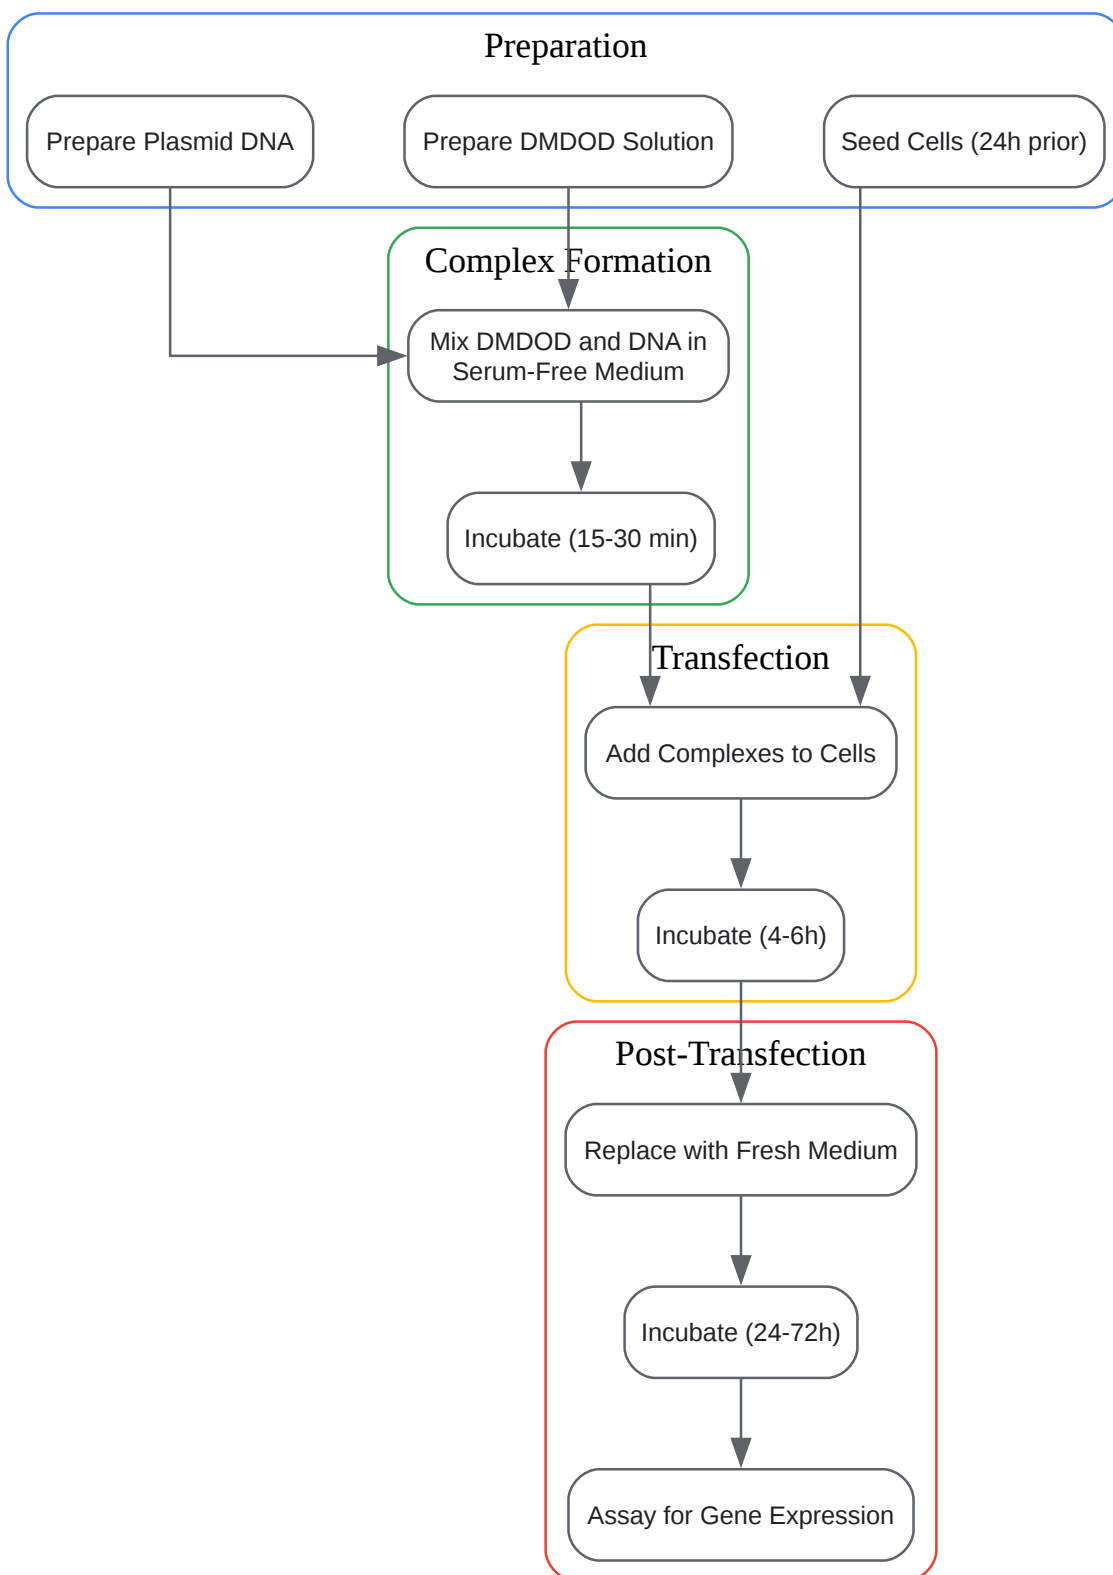 Preparation
Prepare Plasmid DNA
Prepare DMDOD Solution
Seed Cells (24h prior)
Complex Formation
Mix DMDOD and DNA in
Serum-Free Medium
Incubate (15-30 min)
Transfection
Add Complexes to Cells
Incubate (4-6h)
Post-Transfection
Replace with Fresh Medium
Incubate (24-72h)
Assay for Gene Expression